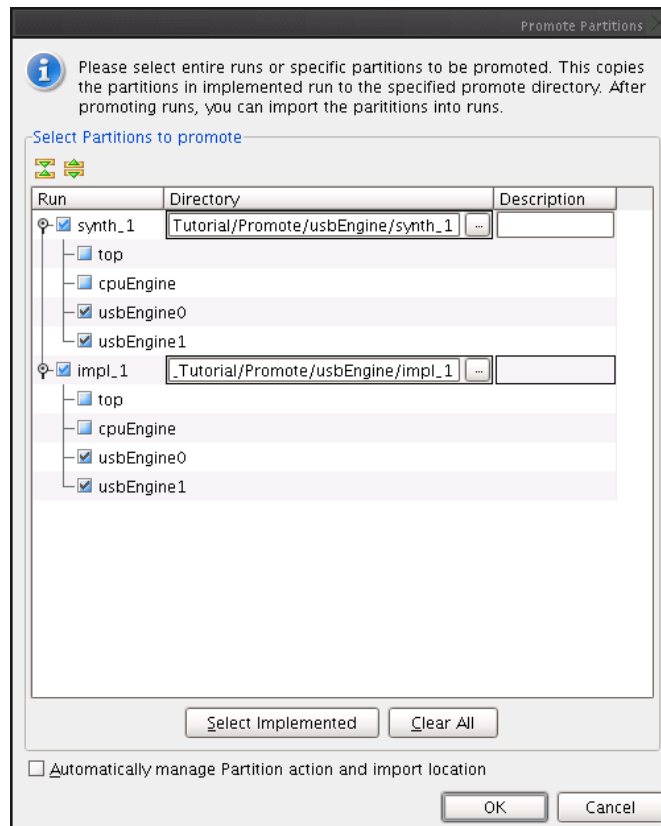 Promote Partitions
Please select entire runs or specific partitions to be promoted. This copies
the partitions in implemented run to the specified promote directory. After
promoting runs, you can import the parititions into runs.
Select Partitions to promote
Run Directory Description
synth_1 Tutorial/Promote/usbEngine/synth_1 ...
top
cpuEngine
usbEngine0
usbEngine1
impl_1 _Tutorial/Promote/usbEngine/impl_1 ...
top
cpuEngine
usbEngine0
usbEngine1
Select Implemented Clear All
Automatically manage Partition action and import location
OK Cancel